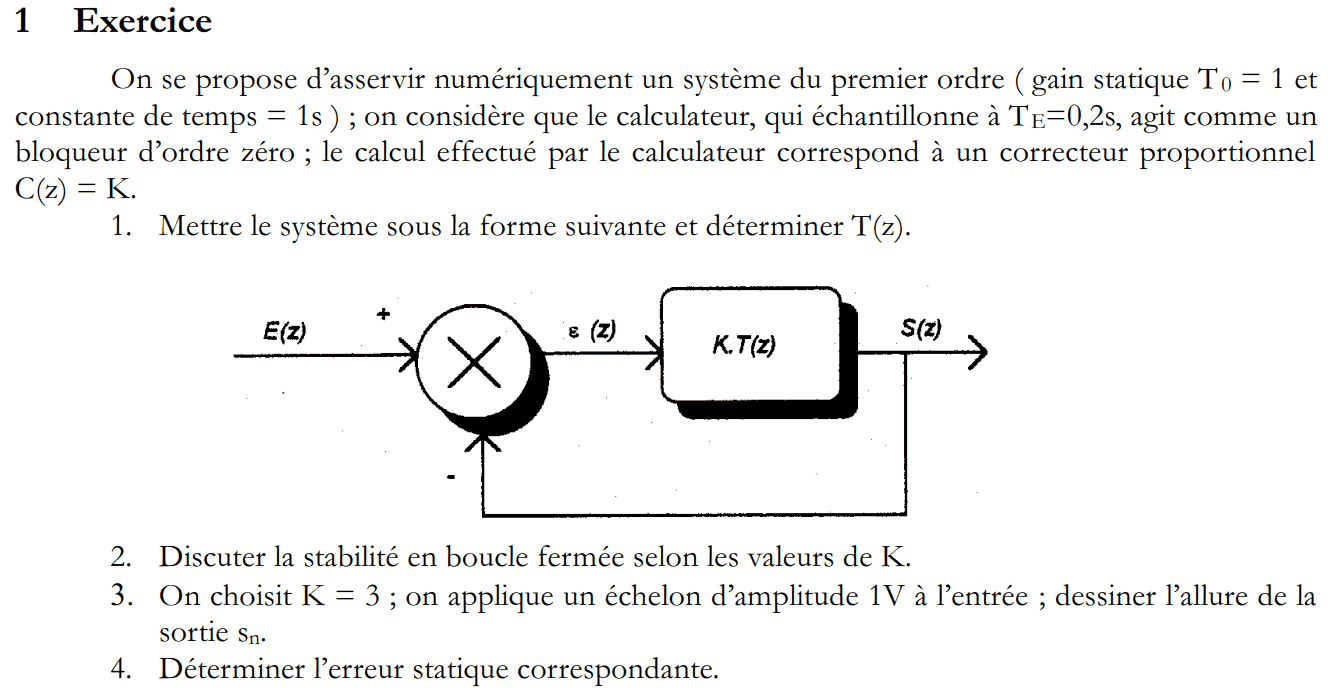 1 Exercice
On se propose d’asservir numériquement un système du premier ordre ( gain statique T0 = 1 et
constante de temps = 1s ) ; on considère que le calculateur, qui échantillonne à TE=0,2s, agit comme un
bloqueur d’ordre zéro ; le calcul effectué par le calculateur correspond à un correcteur proportionnel
C(z) = K.
1. Mettre le système sous la forme suivante et déterminer T(z).
+
E(z)
ε (z)
K.T(z)
S(z)
-
2. Discuter la stabilité en boucle fermée selon les valeurs de K.
3. On choisit K = 3 ; on applique un échelon d’amplitude 1V à l’entrée ; dessiner l’allure de la
sortie sn.
4. Déterminer l’erreur statique correspondante.